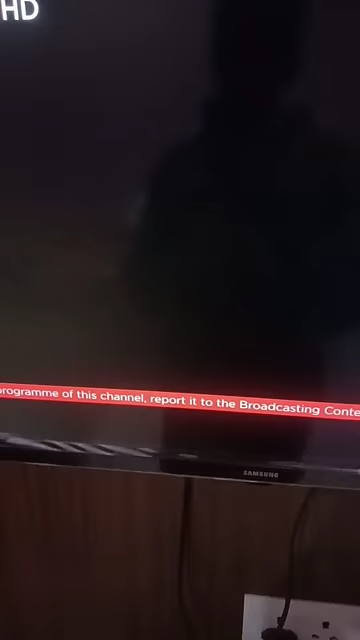 HD
programme of this channel, report it to the Broadcasting Conte
SAMSUNG